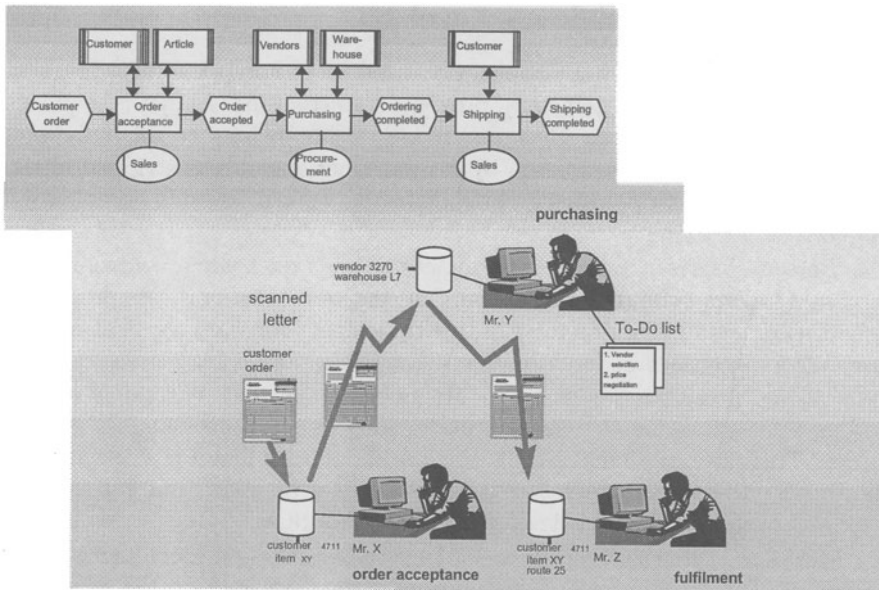 Customer
Article
Vendors
Ware-
house
Customer
Customer
order
Order
acceptance
Order
accepted
Purchasing
Ordering
completed
Shipping
Shipping
completed
Sales
Procure-
ment
Sales
purchasing
vendor 3270
warehouse L7
scanned
letter
Mr. Y
To-Do list
customer
order
1. Vendor
selection
2. price
negotiation
customer 4711
item XY
Mr. X
order acceptance
customer 4711
item XY
route 25
Mr. Z
fulfilment